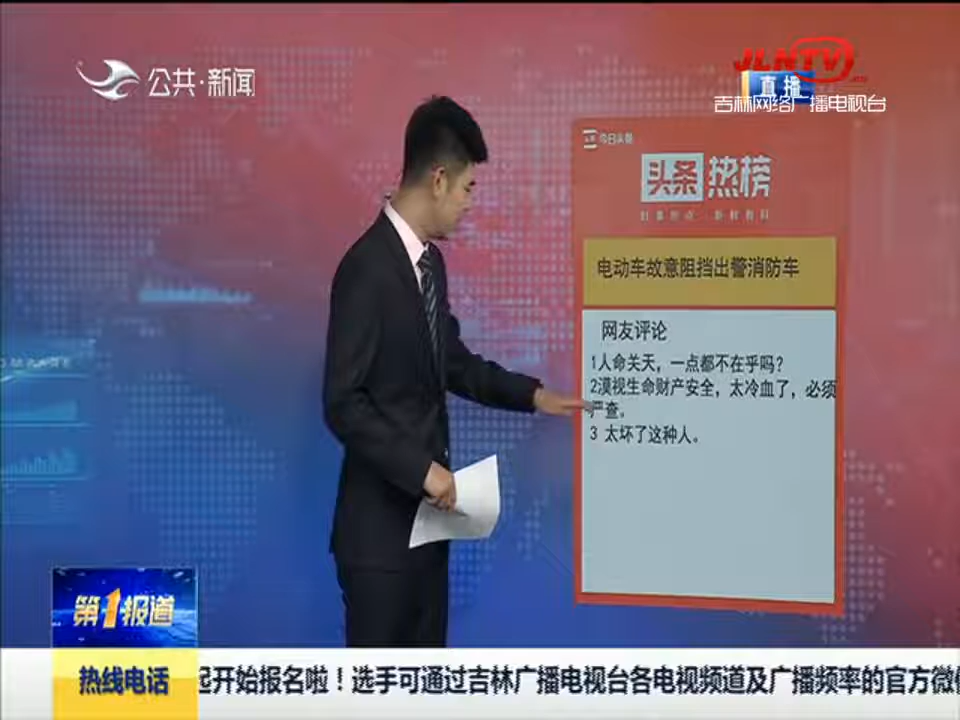 公共·新闻
JLNTV
直播
吉林网络广播电视台
今日头条
头条热榜
电动车故意阻挡出警消防车
网友评论
1人命关天，一点都不在乎吗？
2漠视生命财产安全，太冷血了，必须
严查。
3 太坏了这种人。
第1报道
热线电话
起开始报名啦！选手可通过吉林广播电视台各电视频道及广播频率的官方微